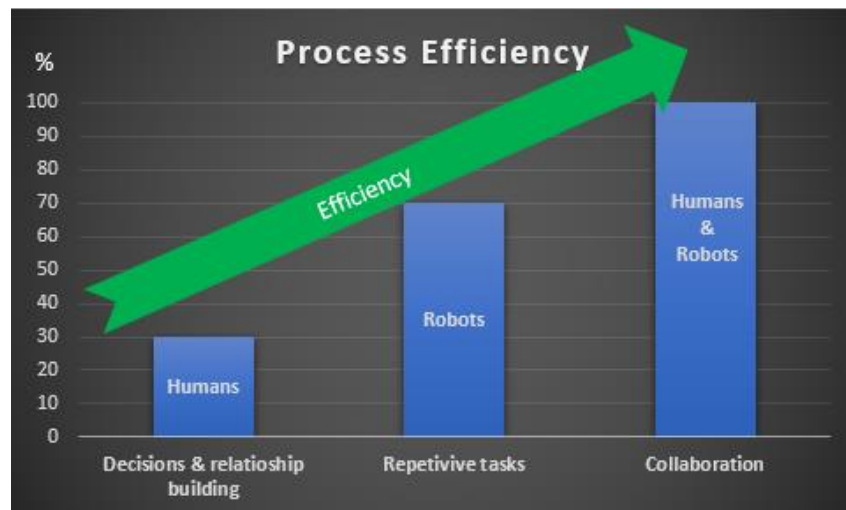 Process Efficiency
%
100
90
80
70
60
50
40
30
20
10
0
Efficiency
Humans
Robots
Humans
&
Robots
Decisions & relatioship
building
Repetivive tasks
Collaboration